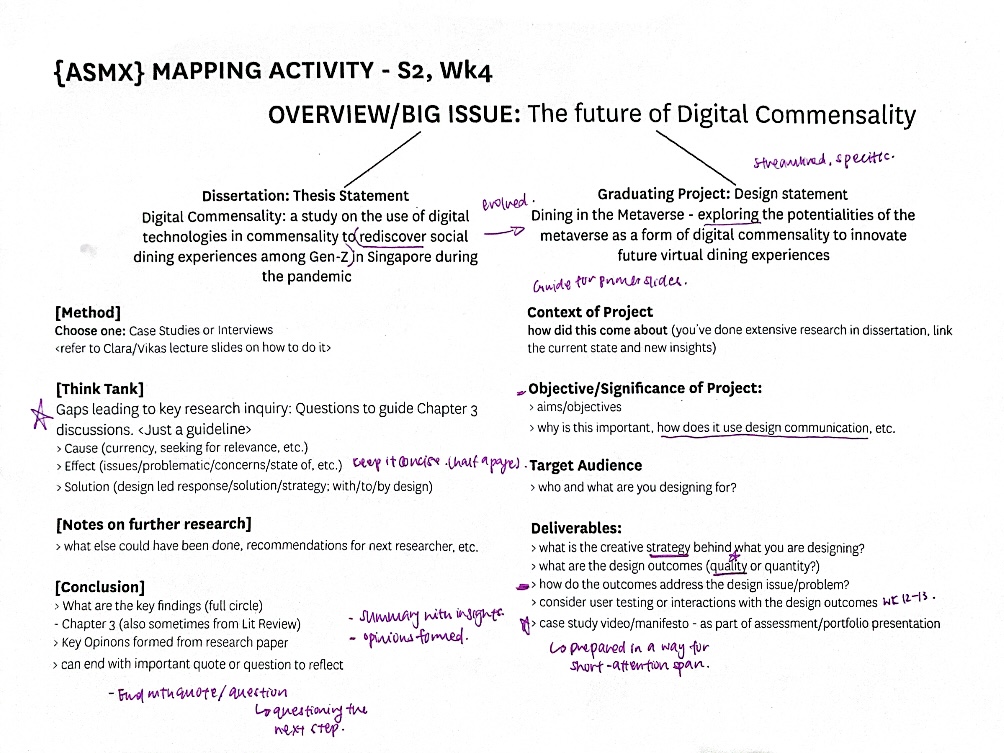 {ASMX} MAPPING ACTIVITY - S2, Wk4
OVERVIEW/BIG ISSUE: The future of Digital Commensality
streamlined, specific.
Dissertation: Thesis Statement
Digital Commensality: a study on the use of digital
technologies in commensality to rediscover social
dining experiences among Gen-Z in Singapore during
the pandemic
evolved.
Graduating Project: Design statement
Dining in the Metaverse - exploring the potentialities of the
metaverse as a form of digital commensality to innovate
future virtual dining experiences
Guide for primer slides.
[Method]
Choose one: Case Studies or Interviews
<refer to Clara/Vikas lecture slides on how to do it>
[Think Tank]
Gaps leading to key research inquiry: Questions to guide Chapter 3
discussions. <Just a guideline>
> Cause (currency, seeking for relevance, etc.)
> Effect (issues/problematic/concerns/state of, etc.) keep it concise. (half a page).
> Solution (design led response/solution/strategy; with/to/by design)
[Notes on further research]
> what else could have been done, recommendations for next researcher, etc.
[Conclusion]
> What are the key findings (full circle)
- Chapter 3 (also sometimes from Lit Review)
> Key Opinons formed from research paper
> can end with important quote or question to reflect
- summary with insights.
- opinions formed.
- End with quote/question
↳ questioning the
next step.
Context of Project
how did this come about (you've done extensive research in dissertation, link
the current state and new insights)
Objective/Significance of Project:
> aims/objectives
> why is this important, how does it use design communication, etc.
Target Audience
> who and what are you designing for?
Deliverables:
> what is the creative strategy behind what you are designing?
> what are the design outcomes (quality or quantity?)
> how do the outcomes address the design issue/problem?
> consider user testing or interactions with the design outcomes WK 12-13.
> case study video/manifesto - as part of assessment/portfolio presentation
↳ prepared in a way for
short-attention span.